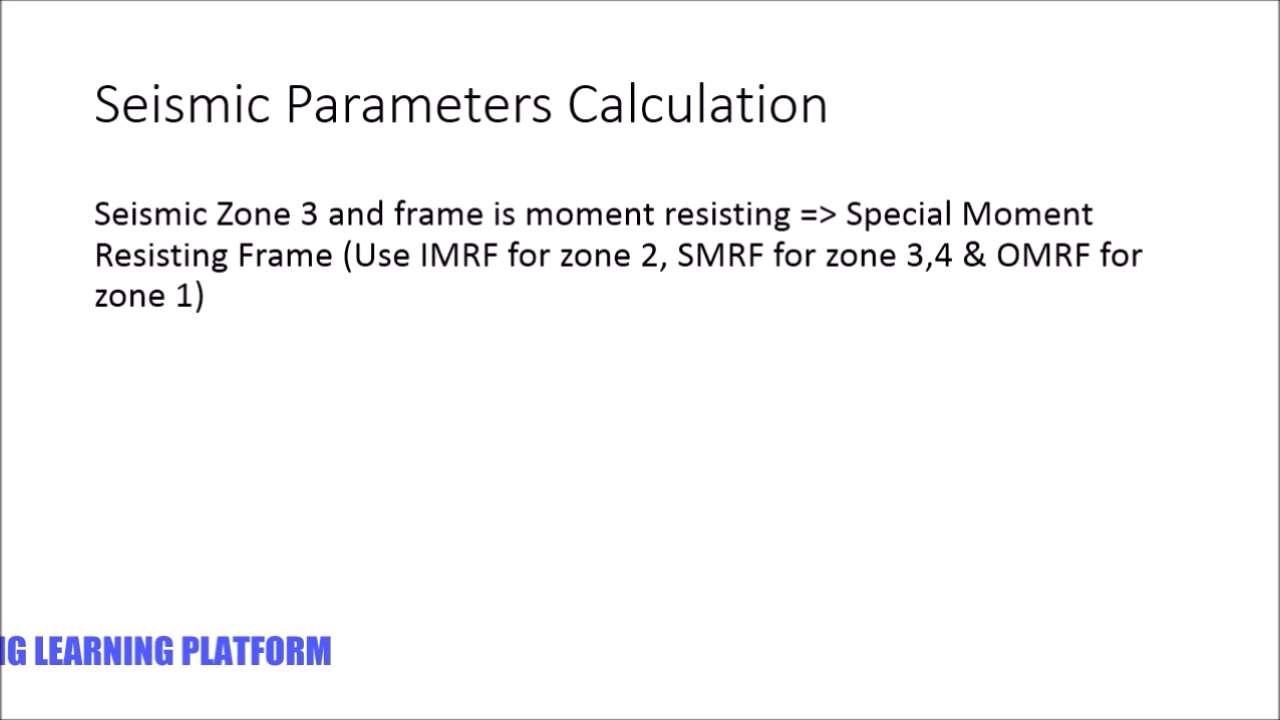 Seismic Parameters Calculation
Seismic Zone 3 and frame is moment resisting => Special Moment
Resisting Frame (Use IMRF for zone 2, SMRF for zone 3,4 & OMRF for
zone 1)
LEARNING PLATFORM